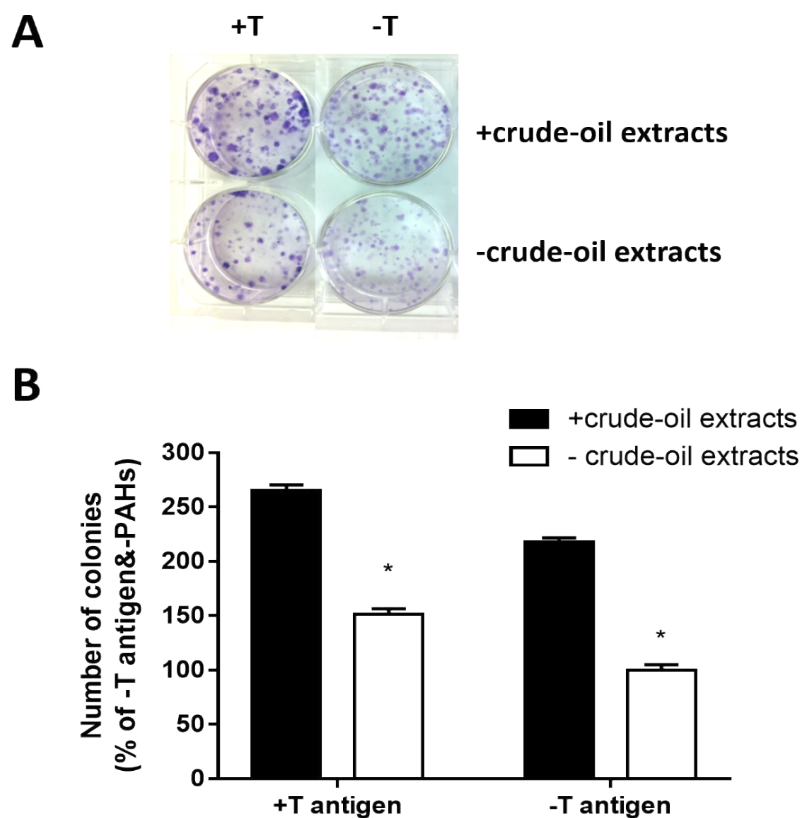 A
+T
-T
+crude-oil extracts
-crude-oil extracts
B
+crude-oil extracts
- crude-oil extracts
Number of colonies
(% of -T antigen&-PAHs)
300
250
200
150
100
50
0
*
*
+T antigen
-T antigen